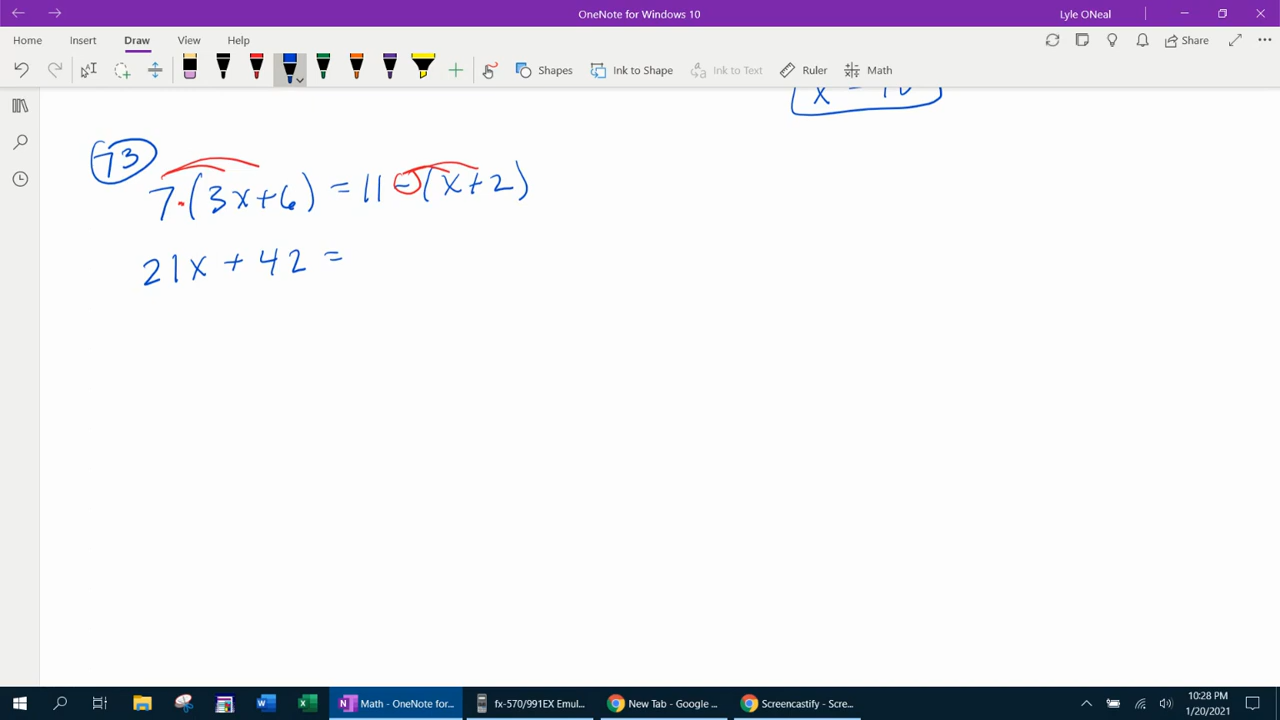 OneNote for Windows 10
Lyle ONeal
Home Insert Draw View Help
Share
Shapes Ink to Shape Ink to Text Ruler Math
73
7·(3x+6) = 11 - (x+2)
21x + 42 =
Math - OneNote for...
fx-570/991EX Emul...
New Tab - Google ...
Screencastify - Scre...
10:28 PM
1/20/2021